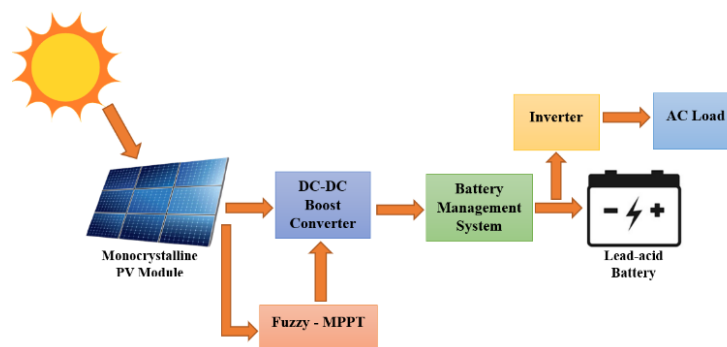 Inverter
AC Load
DC-DC
Boost
Converter
Battery
Management
System
Monocrystalline
PV Module
Lead-acid
Battery
Fuzzy - MPPT